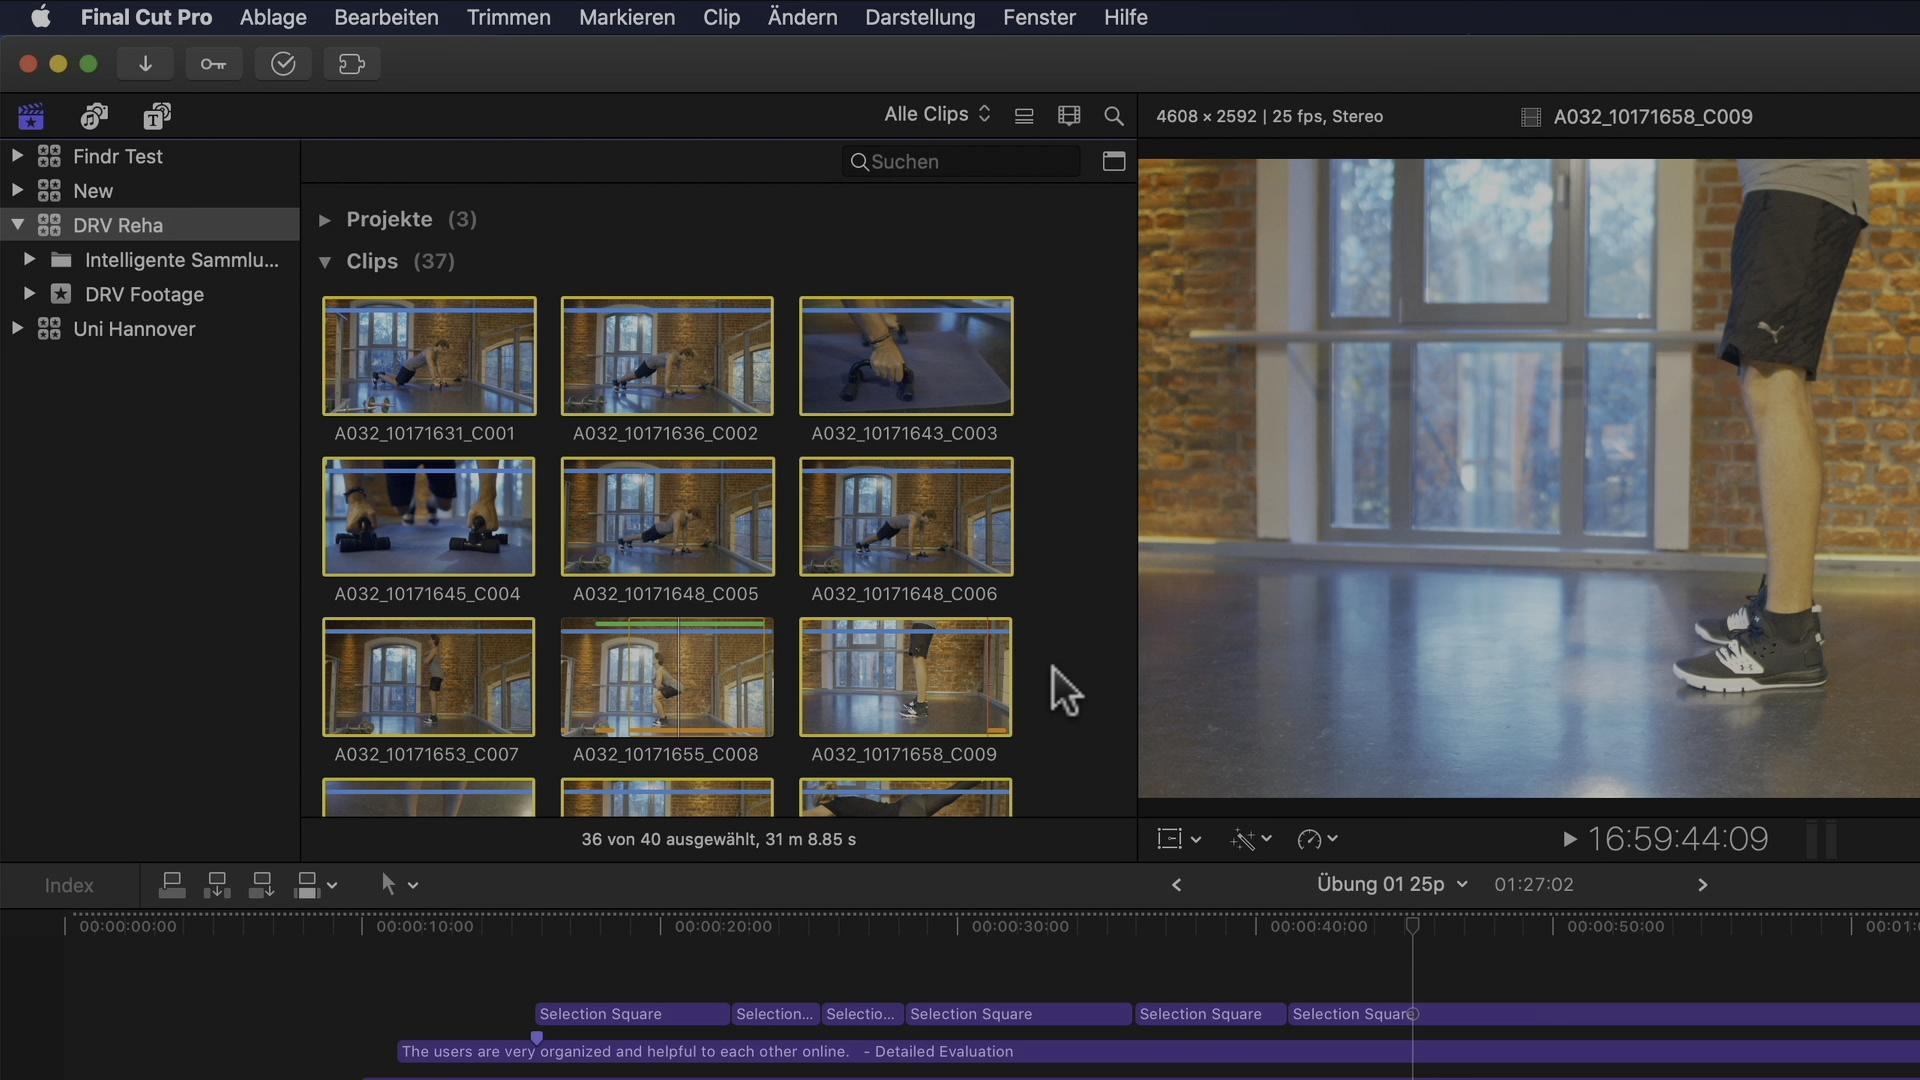 Final Cut Pro Ablage Bearbeiten Trimmen Markieren Clip Ändern Darstellung Fenster Hilfe
Alle Clips
4608 × 2592 | 25 fps, Stereo
A032_10171658_C009
Findr Test
New
DRV Reha
Intelligente Sammlu...
DRV Footage
Uni Hannover
Suchen
Projekte (3)
Clips (37)
A032_10171631_C001
A032_10171636_C002
A032_10171643_C003
A032_10171645_C004
A032_10171648_C005
A032_10171648_C006
A032_10171653_C007
A032_10171655_C008
A032_10171658_C009
36 von 40 ausgewählt, 31 m 8.85 s
16:59:44:09
Index
Übung 01 25p
01:27:02
00:00:00:00
00:00:10:00
00:00:20:00
00:00:30:00
00:00:40:00
00:00:50:00
00:01:
Selection Square
Selection...
Selectio...
Selection Square
Selection Square
Selection Square
The users are very organized and helpful to each other online. - Detailed Evaluation